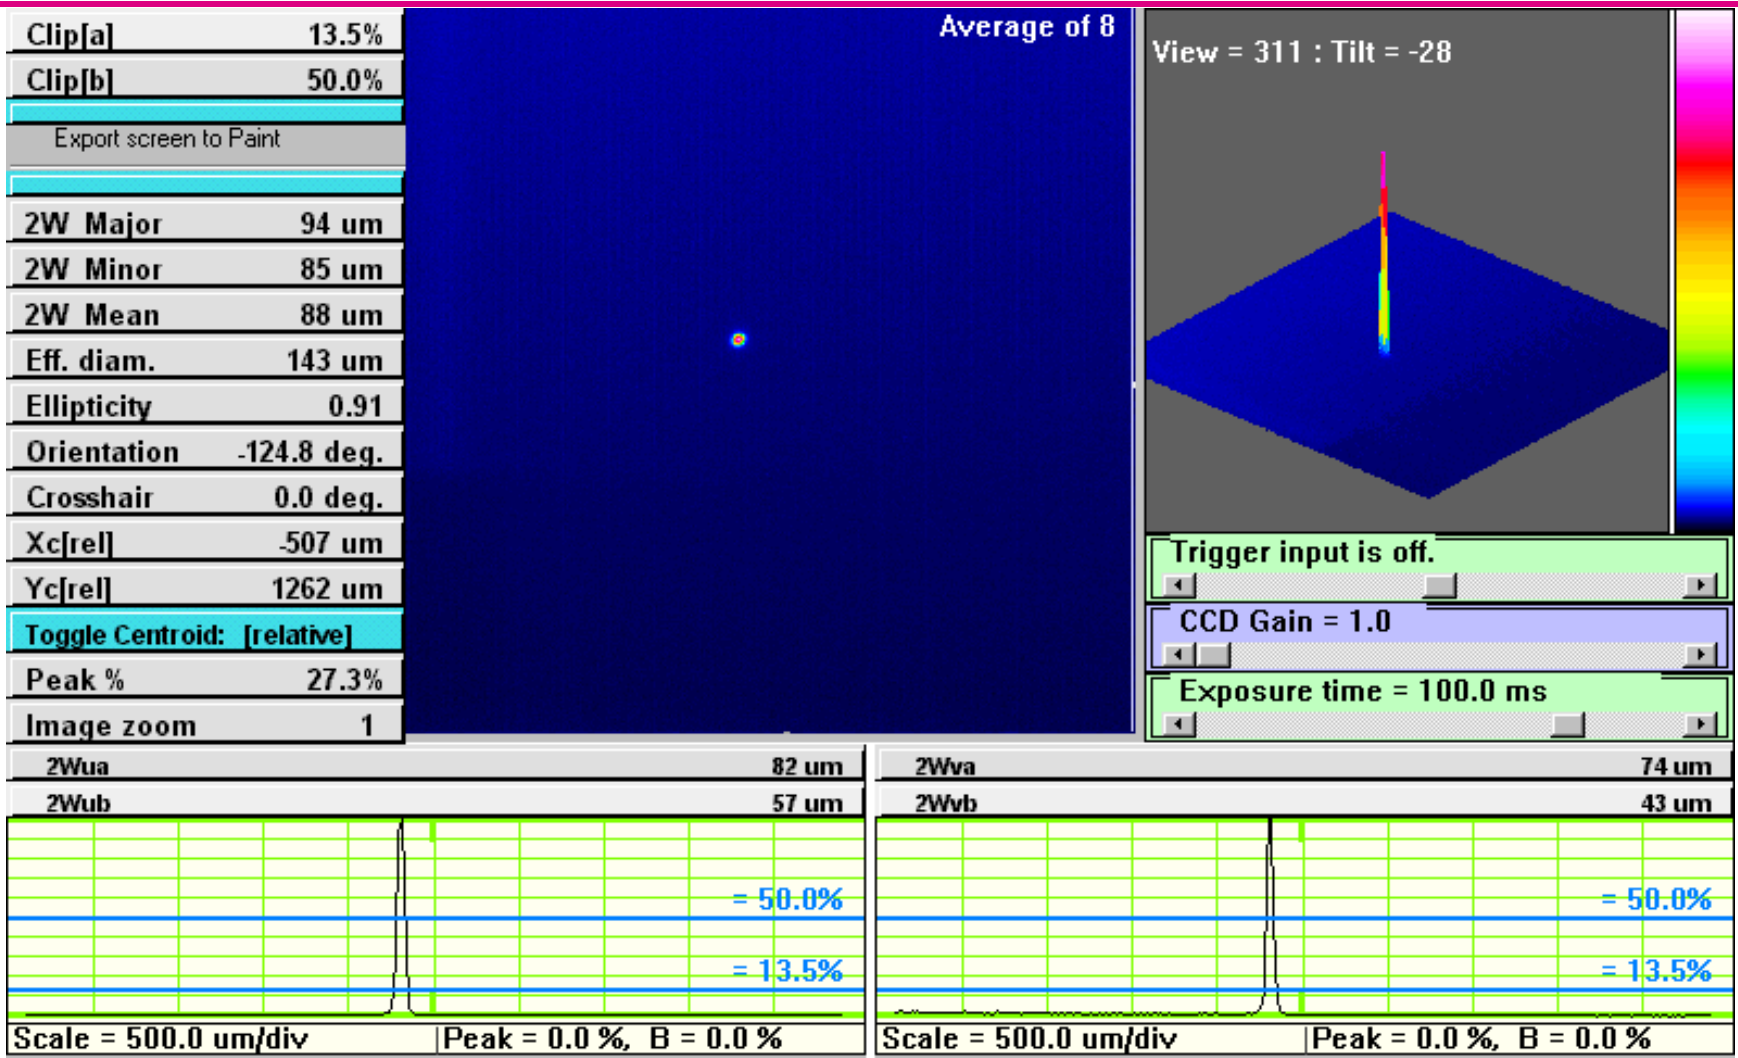 Clip[a] 13.5%
Clip[b] 50.0%
Export screen to Paint
2W Major 94 um
2W Minor 85 um
2W Mean 88 um
Eff. diam. 143 um
Ellipticity 0.91
Orientation -124.8 deg.
Crosshair 0.0 deg.
Xc[rel] -507 um
Yc[rel] 1262 um
Toggle Centroid: [relative]
Peak % 27.3%
Image zoom 1
Average of 8
View = 311 : Tilt = -28
Trigger input is off.
CCD Gain = 1.0
Exposure time = 100.0 ms
2Wua 82 um
2Wub 57 um
= 50.0%
= 13.5%
Scale = 500.0 um/div Peak = 0.0 %, B = 0.0 %
2Wva 74 um
2Wvb 43 um
= 50.0%
= 13.5%
Scale = 500.0 um/div Peak = 0.0 %, B = 0.0 %